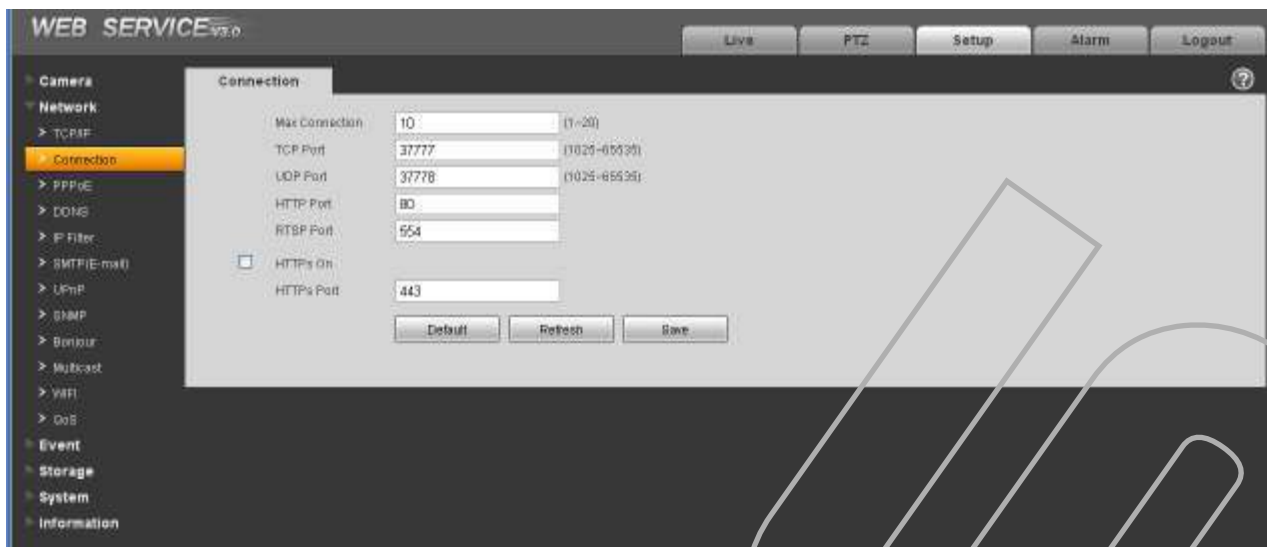 WEB SERVICE V3.0
Live
PTZ
Setup
Alarm
Logout
Camera
Network
> TCP/IP
> Connection
> PPPoE
> DDNS
> IP Filter
> SMTP(E-mail)
> UPnP
> SNMP
> Bonjour
> Multicast
> WIFI
> QoS
Event
Storage
System
Information
Connection
?
Max Connection 10 (1~20)
TCP Port 37777 (1025~65535)
UDP Port 37778 (1025~65535)
HTTP Port 80
RTSP Port 554
HTTPs On
HTTPs Port 443
Default Refresh Save